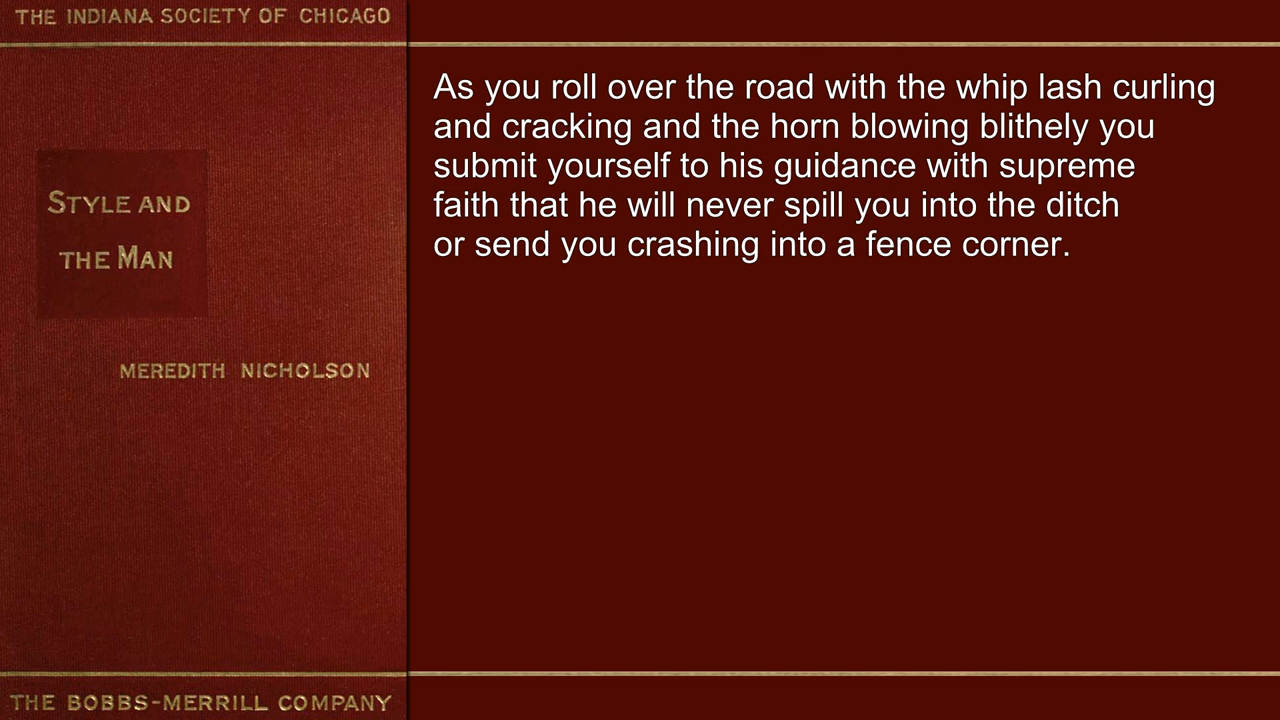 THE INDIANA SOCIETY OF CHICAGO
STYLE AND
THE MAN
MEREDITH NICHOLSON
THE BOBBS-MERRILL COMPANY
As you roll over the road with the whip lash curling
and cracking and the horn blowing blithely you
submit yourself to his guidance with supreme
faith that he will never spill you into the ditch
or send you crashing into a fence corner.